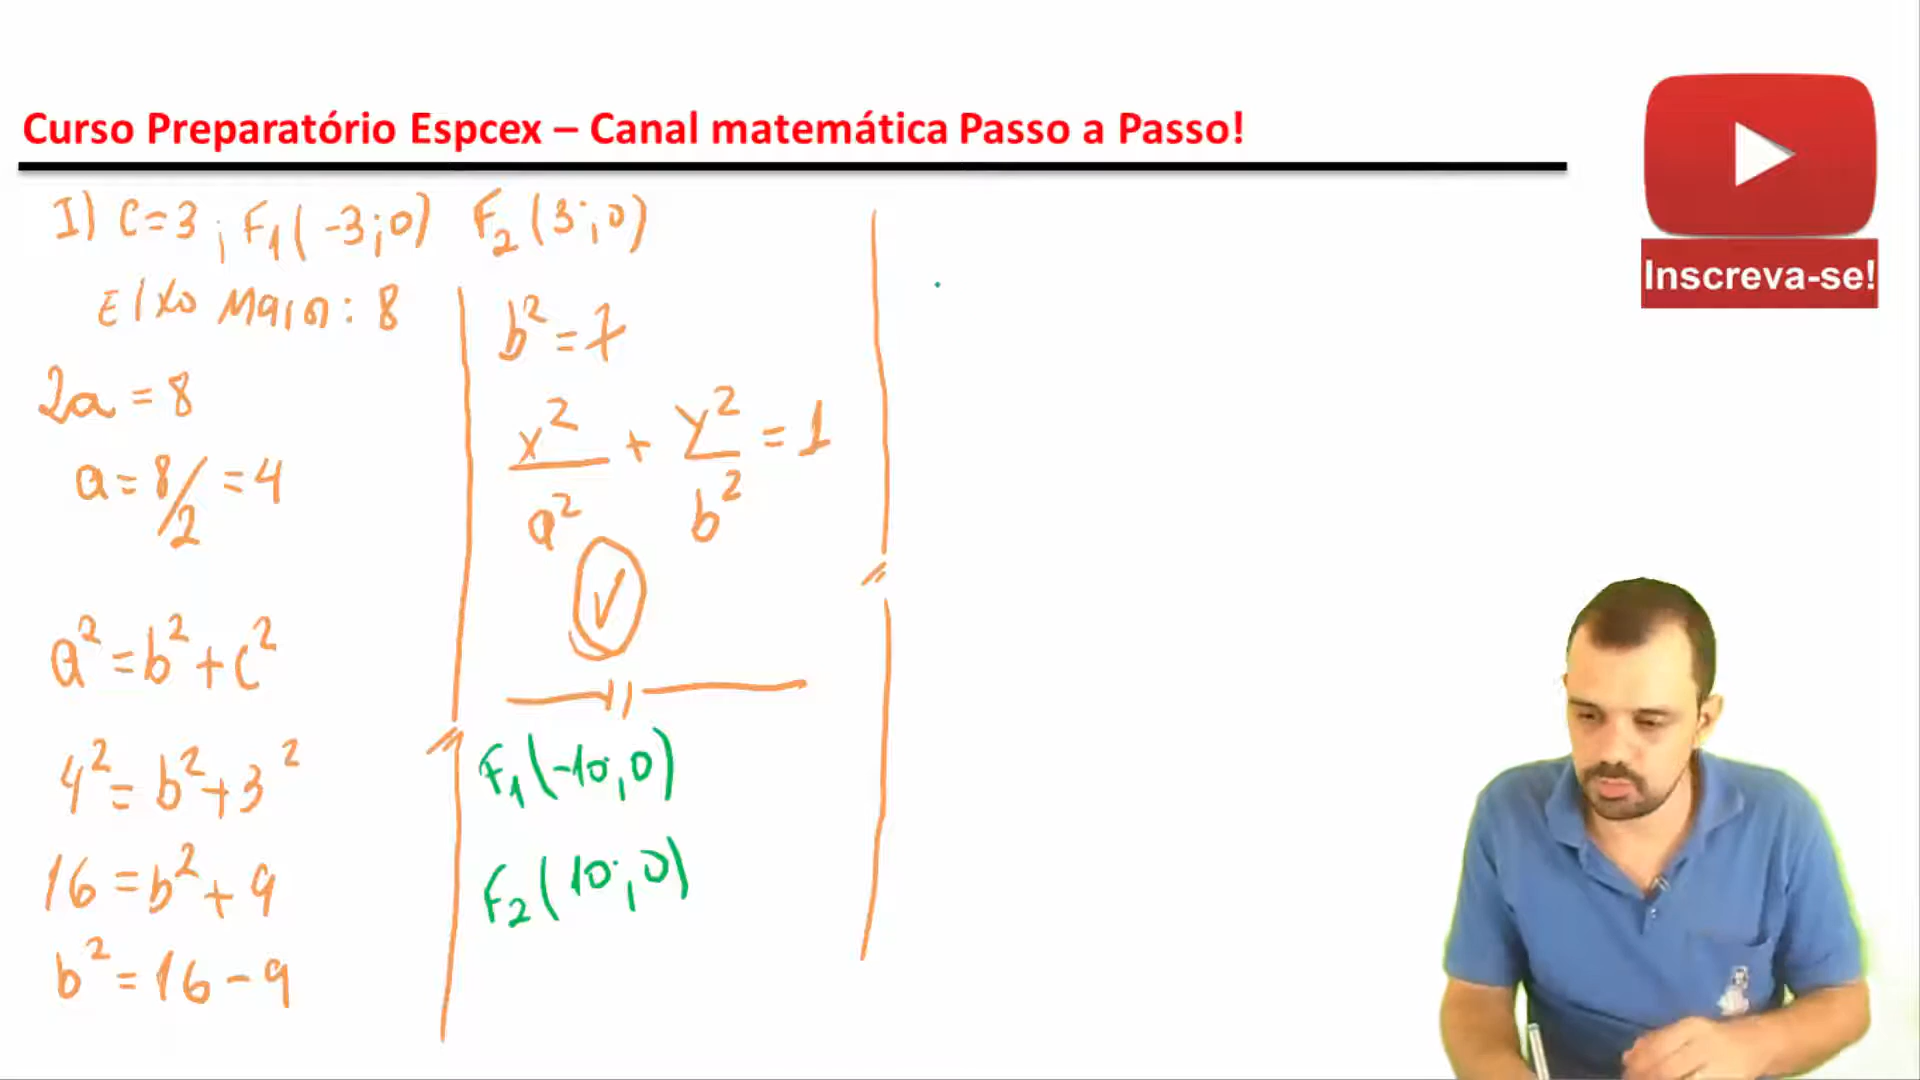 Curso Preparatório Espcex – Canal matemática Passo a Passo!
Inscreva-se!
I) C=3 ; F₁(-3;0) F₂(3;0)
EIXO MAIOR: 8
2a = 8
a = 8/2 = 4
a² = b² + c²
4² = b² + 3²
16 = b² + 9
b² = 16 - 9
b² = 7
x²/a² + y²/b² = 1
V
F₁(-10;0)
F₂(10;0)